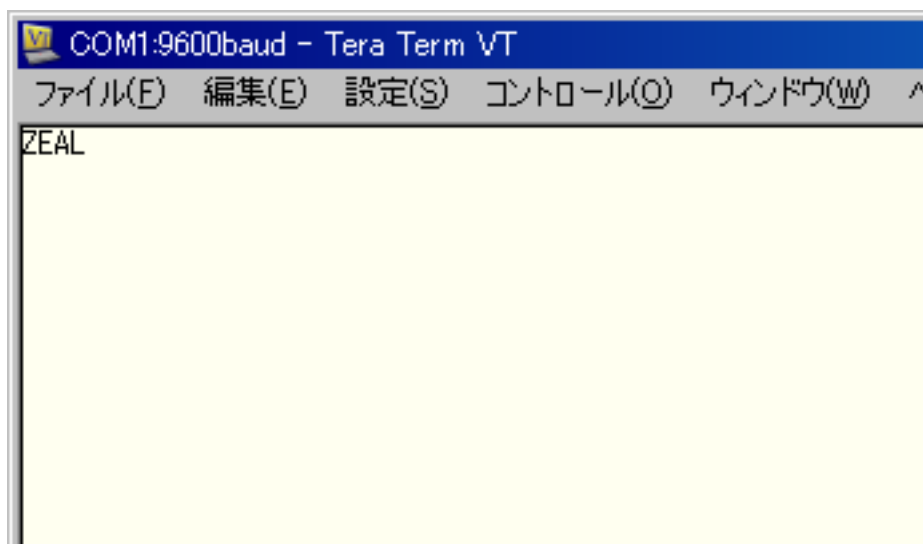 COM1:9600baud - Tera Term VT
ファイル(F) 編集(E) 設定(S) コントロール(O) ウィンドウ(W)
ZEAL